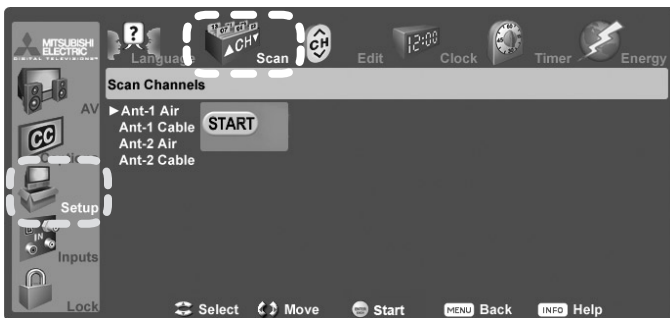 MITSUBISHI
ELECTRIC
DIGITAL TELEVISION
?
Language
▲CH▼
Scan
CH
Edit
12:00
Clock
Timer
Energy
Scan Channels
AV
►Ant-1 Air
Ant-1 Cable
Ant-2 Air
Ant-2 Cable
START
CC
Setup
IN
Inputs
Lock
Select
Move
Start
MENU Back
INFO Help